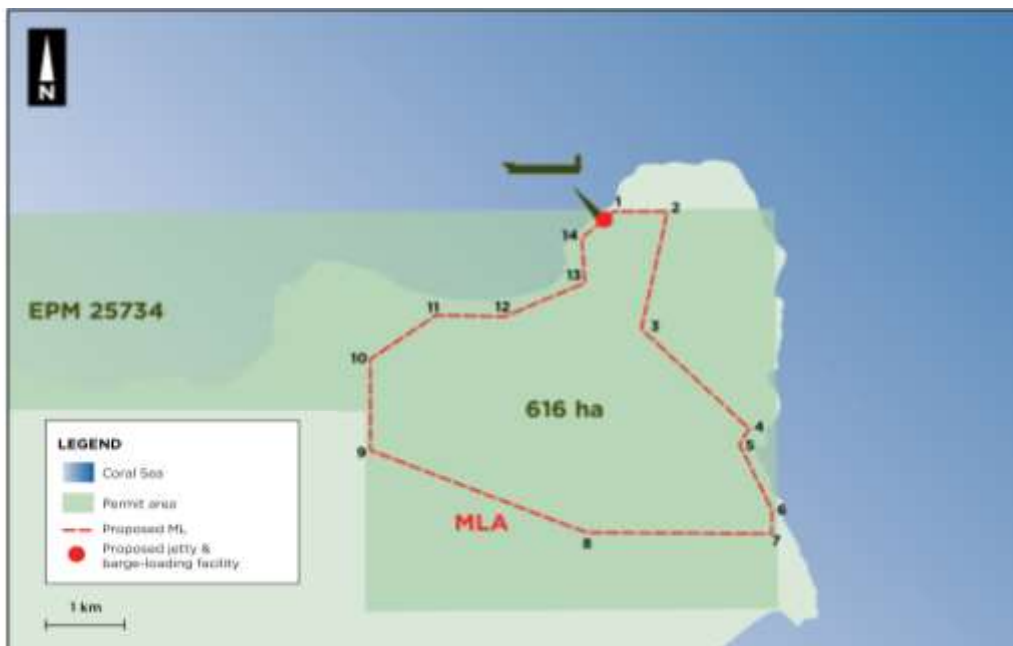 N
1
2
14
13
EPM 25734
11
12
3
10
616 ha
4
5
9
LEGEND
Coral Sea
Permit area
Proposed ML
Proposed jetty &
barge-loading facility
MLA
6
7
8
1 km